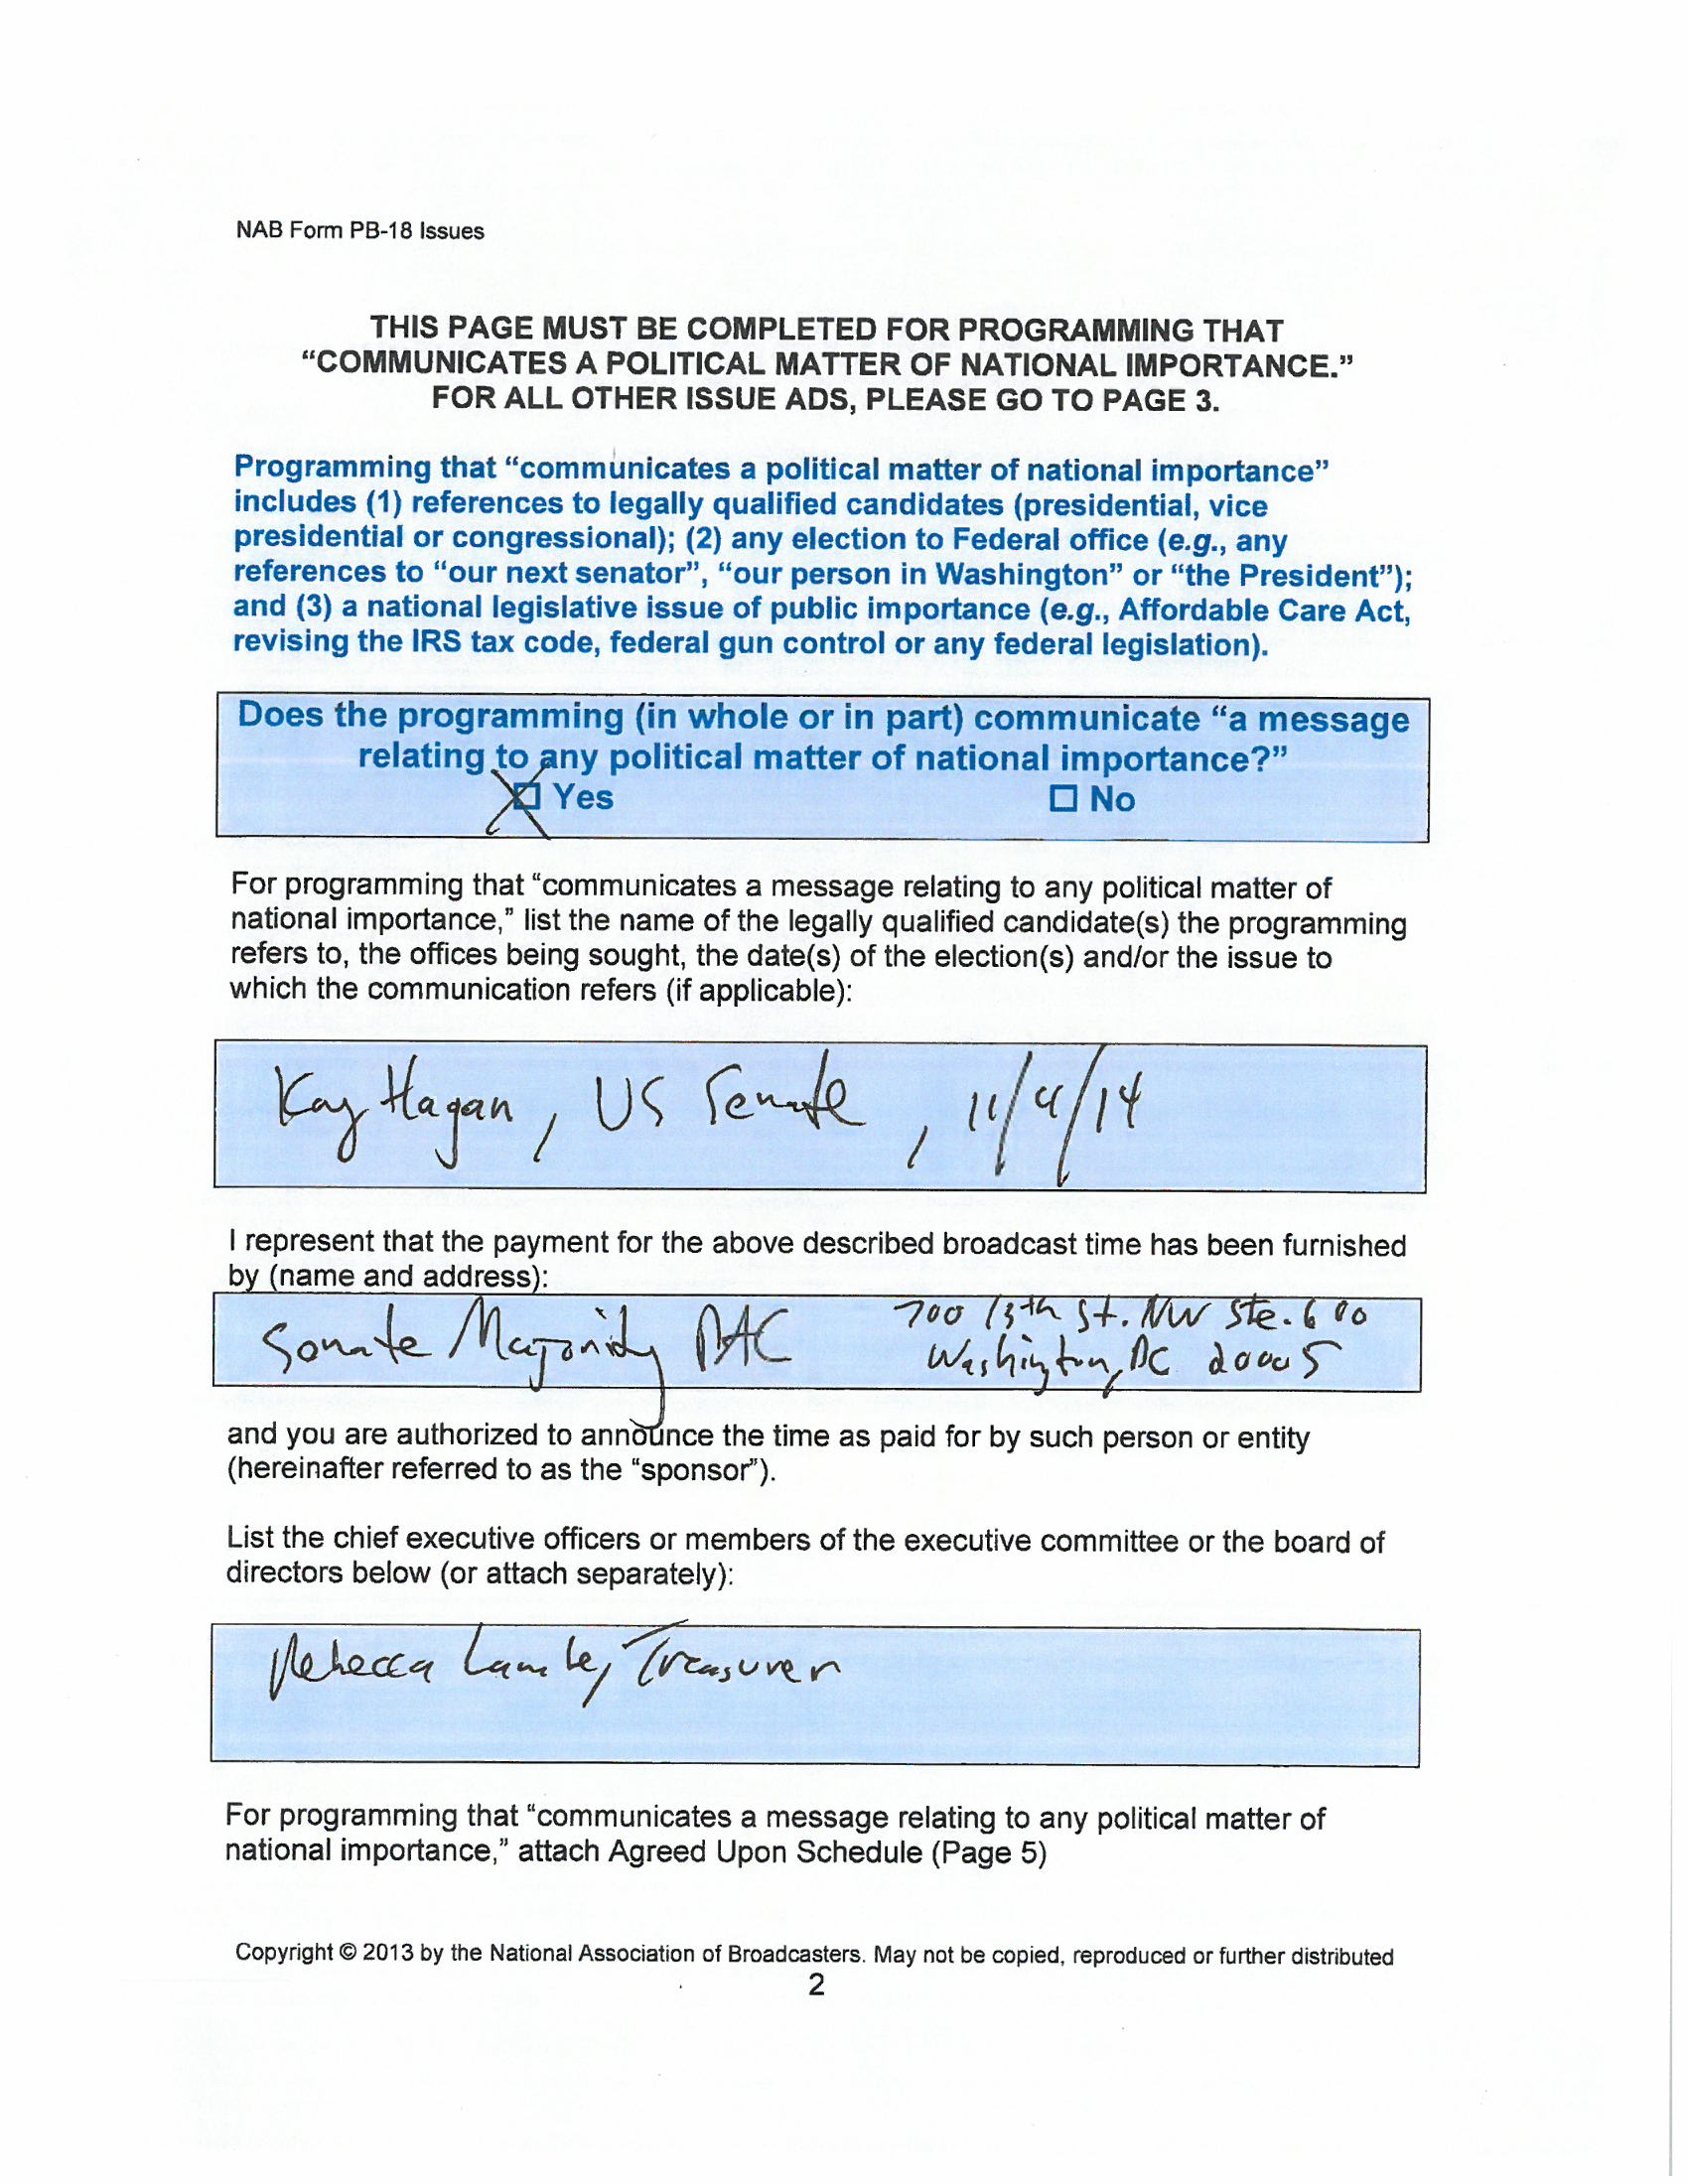 NAB Form PB-18 Issues
THIS PAGE MUST BE COMPLETED FOR PROGRAMMING THAT
“COMMUNICATES A POLITICAL MATTER OF NATIONAL IMPORTANCE.”
FOR ALL OTHER ISSUE ADS, PLEASE GO TO PAGE 3.
Programming that “communicates a political matter of national importance”
includes (1) references to legally qualified candidates (presidential, vice
presidential or congressional); (2) any election to Federal office (e.g., any
references to “our next senator”, “our person in Washington” or “the President”);
and (3) a national legislative issue of public importance (e.g., Affordable Care Act,
revising the IRS tax code, federal gun control or any federal legislation).
Does the programming (in whole or in part) communicate “a message
relating to any political matter of national importance?”
☒ Yes ☐ No
For programming that “communicates a message relating to any political matter of
national importance,” list the name of the legally qualified candidate(s) the programming
refers to, the offices being sought, the date(s) of the election(s) and/or the issue to
which the communication refers (if applicable):
Kay Hagan, US Senate, 11/4/14
I represent that the payment for the above described broadcast time has been furnished
by (name and address):
Senate Majority PAC 700 13th St. NW Ste. 600
Washington, DC 20005
and you are authorized to announce the time as paid for by such person or entity
(hereinafter referred to as the “sponsor”).
List the chief executive officers or members of the executive committee or the board of
directors below (or attach separately):
Rebecca Lambe, Treasurer
For programming that “communicates a message relating to any political matter of
national importance,” attach Agreed Upon Schedule (Page 5)
Copyright © 2013 by the National Association of Broadcasters. May not be copied, reproduced or further distributed
2